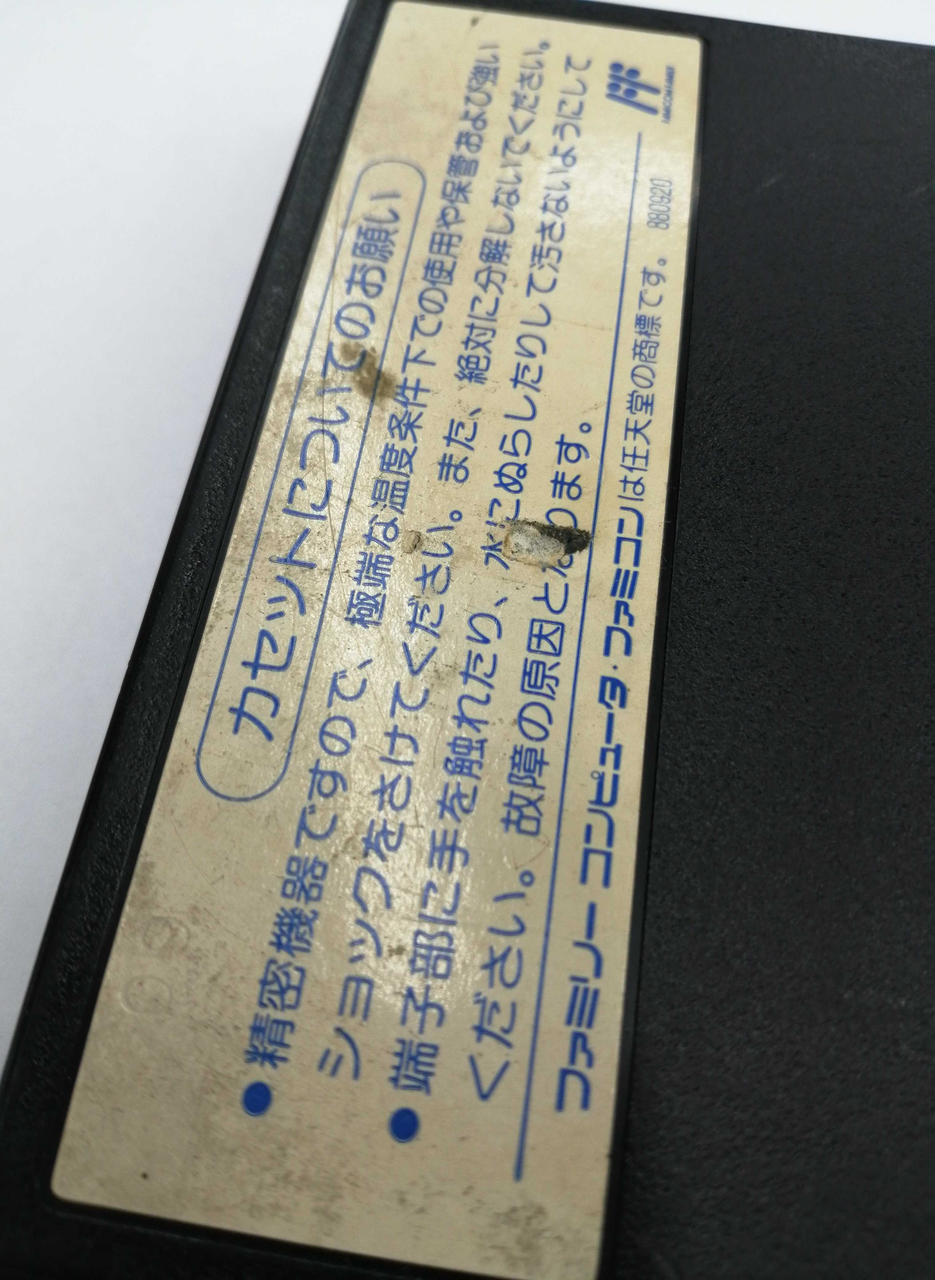 カセットについてのお願い
●精密機器ですので、極端な温度条件下での使用や保管および強い
ショックをさけてください。また、絶対に分解しないでください。
●端子部に手を触れたり、水にぬらしたりして汚さないようにして
ください。故障の原因となります。
ファミリーコンピュータ・ファミコンは任天堂の商標です。 880920
FAMICOM FAMILY